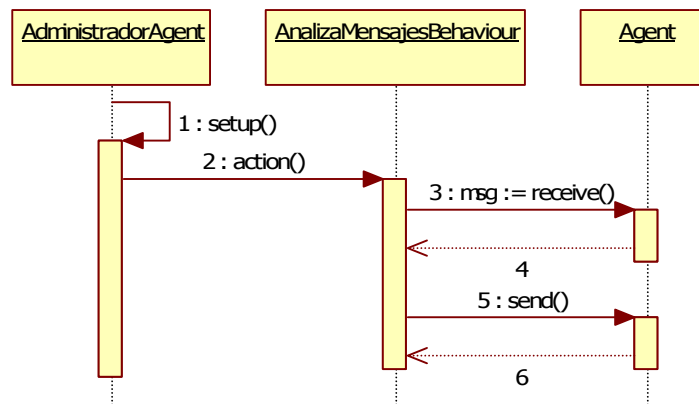 AdministradorAgent
AnalizaMensajesBehaviour
Agent
1 : setup()
2 : action()
3 : msg := receive()
4
5 : send()
6